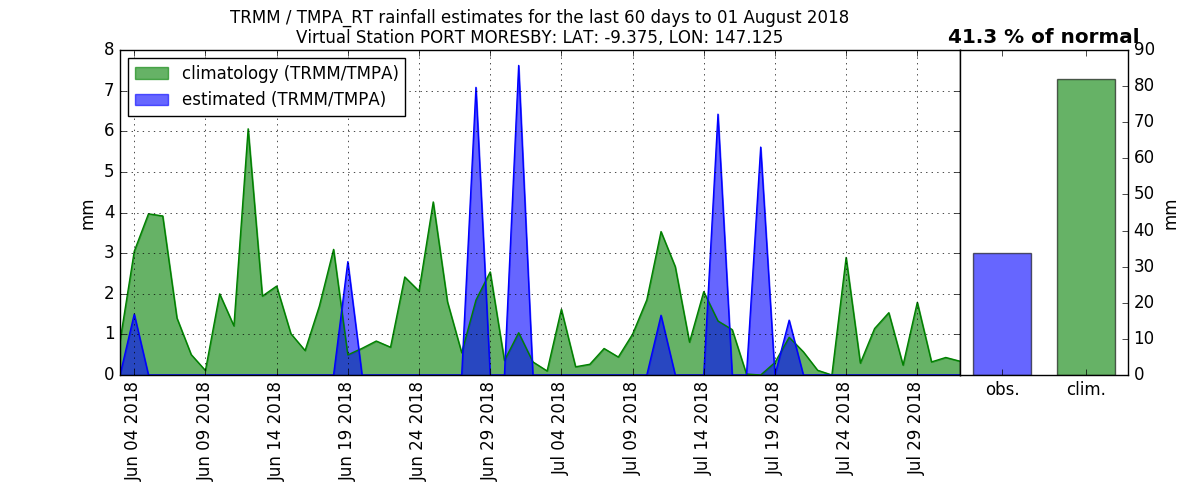 TRMM / TMPA_RT rainfall estimates for the last 60 days to 01 August 2018
Virtual Station PORT MORESBY: LAT: -9.375, LON: 147.125
41.3 % of normal
climatology (TRMM/TMPA)
estimated (TRMM/TMPA)
8
7
6
5
4
3
2
1
0
mm
Jun 04 2018
Jun 09 2018
Jun 14 2018
Jun 19 2018
Jun 24 2018
Jun 29 2018
Jul 04 2018
Jul 09 2018
Jul 14 2018
Jul 19 2018
Jul 24 2018
Jul 29 2018
obs.
clim.
90
80
70
60
50
40
30
20
10
0
mm